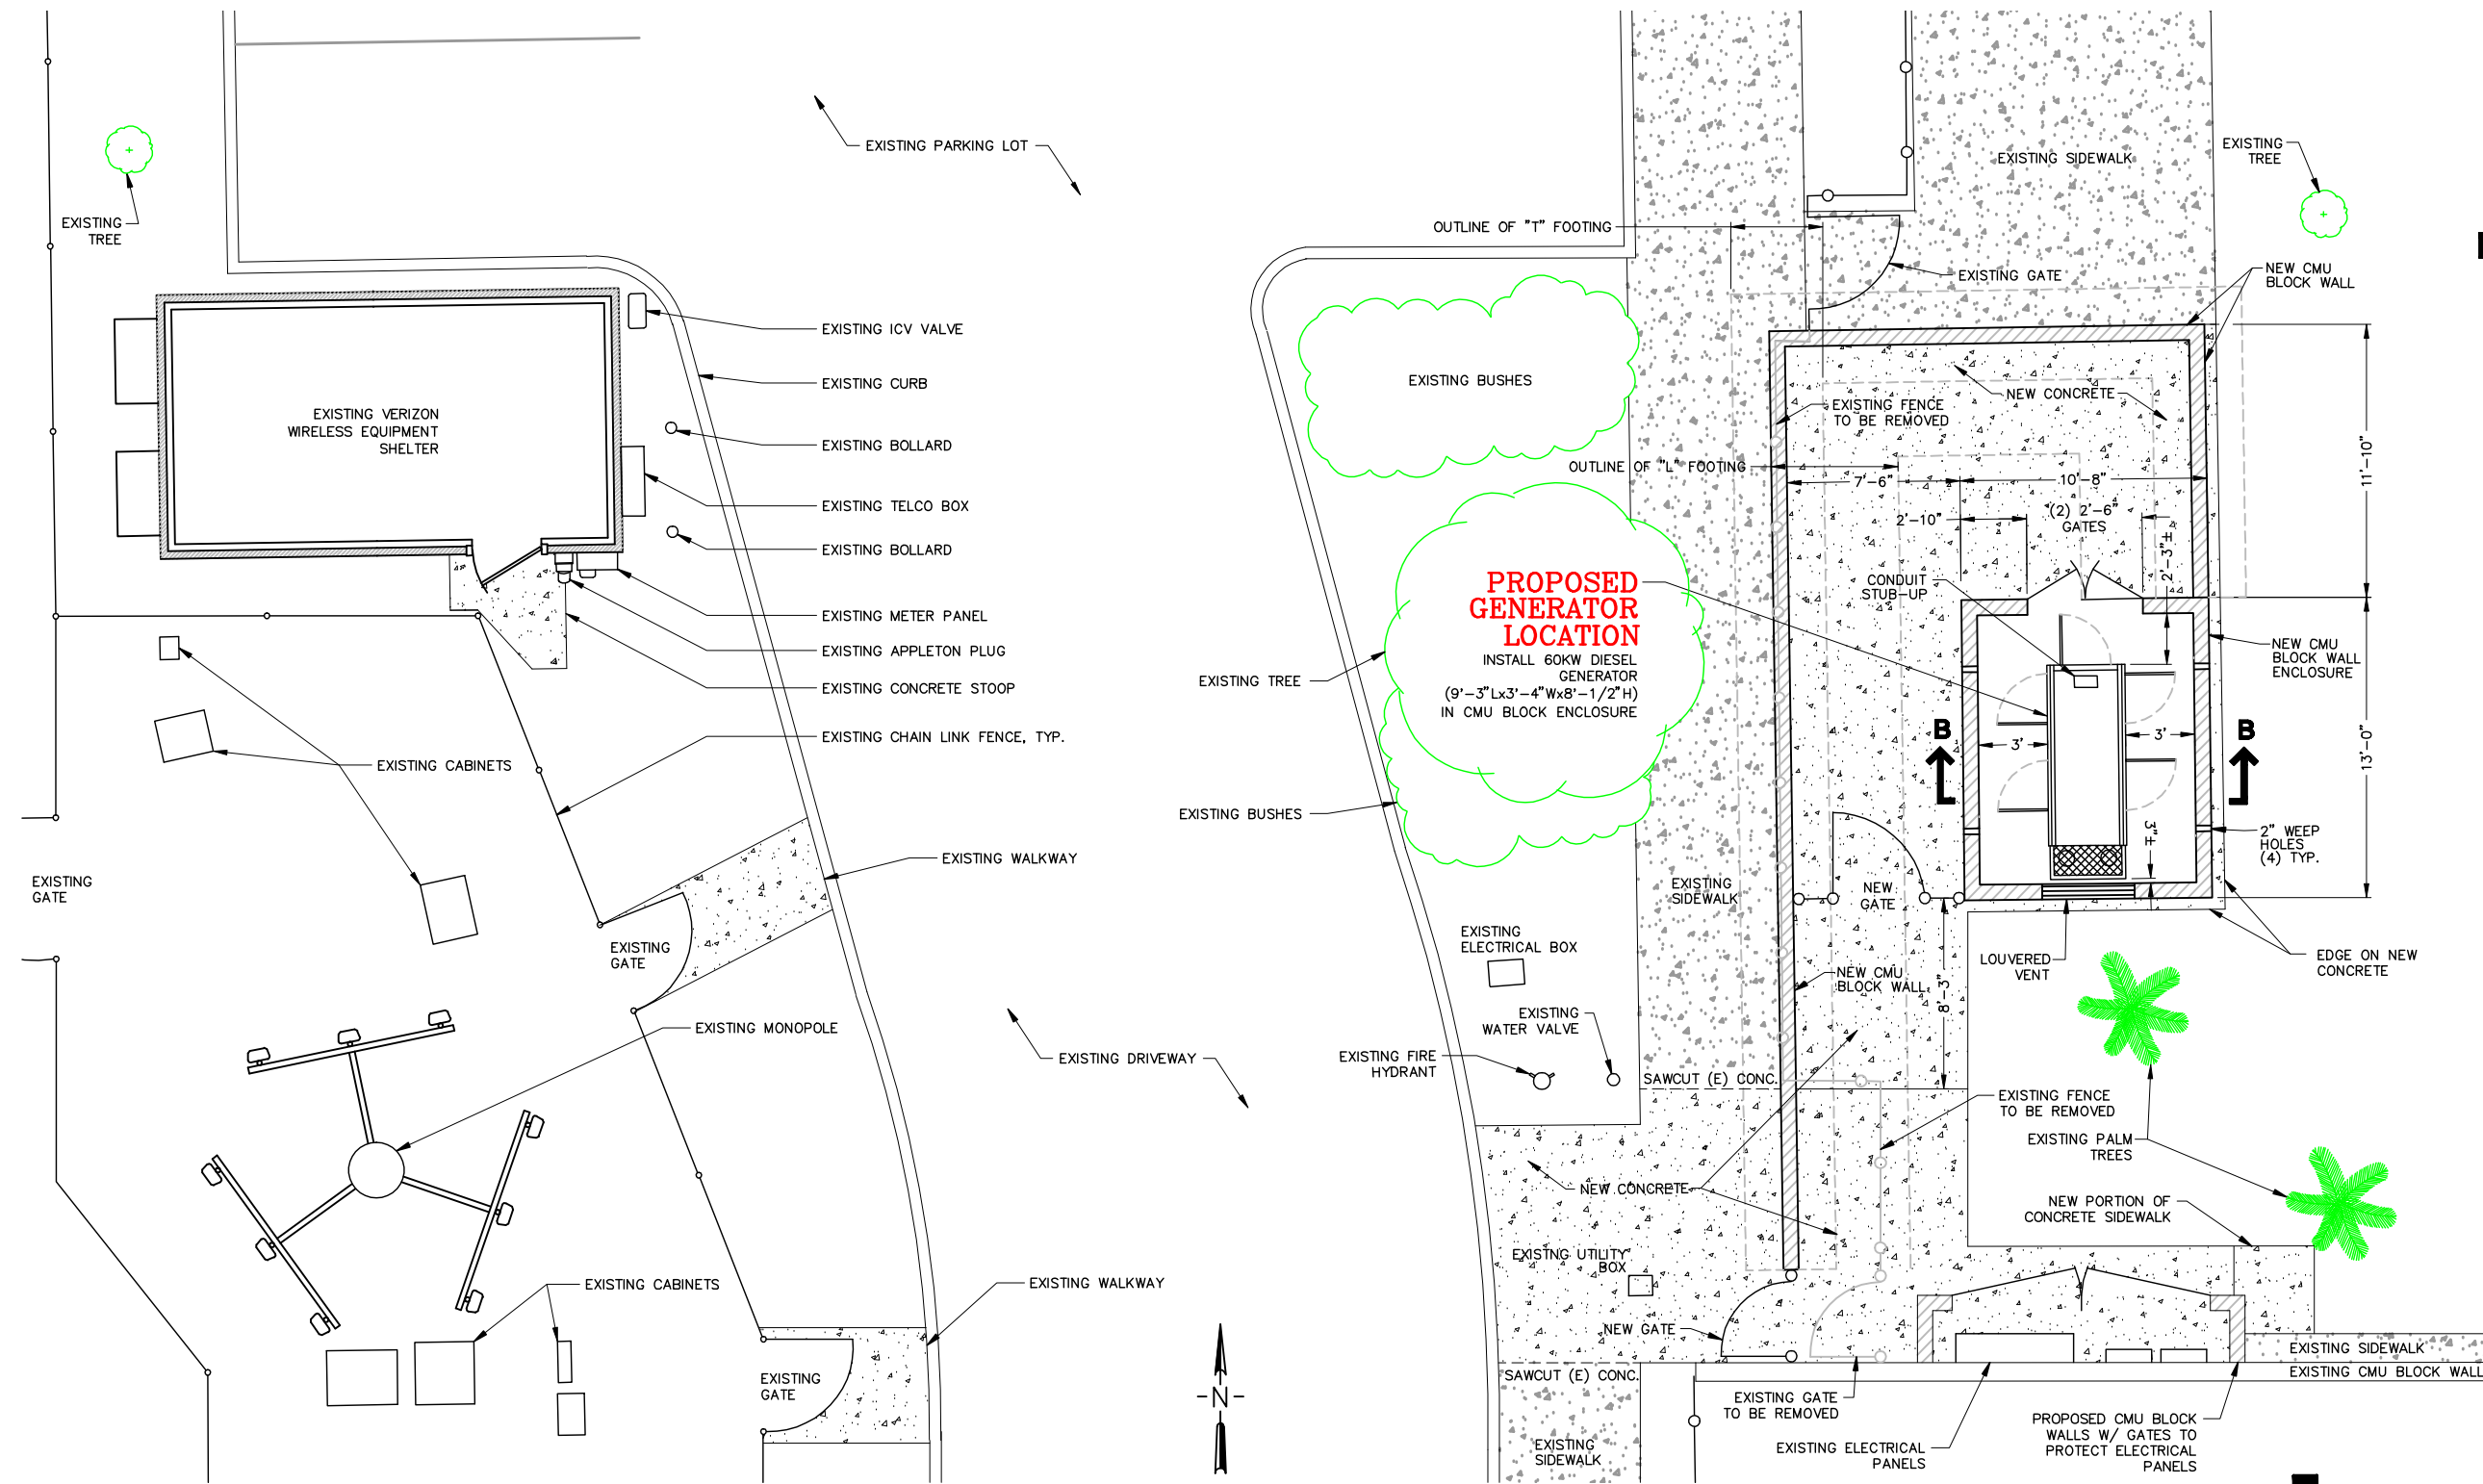 EXISTING PARKING LOT
EXISTING
TREE
EXISTING ICV VALVE
EXISTING CURB
EXISTING VERIZON
WIRELESS EQUIPMENT
SHELTER
EXISTING BOLLARD
EXISTING TELCO BOX
EXISTING BOLLARD
EXISTING METER PANEL
EXISTING APPLETON PLUG
EXISTING CONCRETE STOOP
EXISTING CHAIN LINK FENCE, TYP.
EXISTING CABINETS
EXISTING WALKWAY
EXISTING
GATE
EXISTING
GATE
EXISTING MONOPOLE
EXISTING DRIVEWAY
EXISTING CABINETS
EXISTING WALKWAY
EXISTING
GATE
-N-
EXISTING SIDEWALK
EXISTING
TREE
OUTLINE OF "T" FOOTING
EXISTING GATE
NEW CMU
BLOCK WALL
EXISTING BUSHES
NEW CONCRETE
EXISTING FENCE
TO BE REMOVED
OUTLINE OF "L" FOOTING
7'-6"
10'-8"
11'-10"
2'-10"
(2) 2'-6"
GATES
2'-3"±
PROPOSED
GENERATOR
LOCATION
INSTALL 60KW DIESEL
GENERATOR
(9'-3"Lx3'-4"Wx8'-1/2"H)
IN CMU BLOCK ENCLOSURE
CONDUIT
STUB-UP
NEW CMU
BLOCK WALL
ENCLOSURE
EXISTING TREE
B
B
3'
3'
13'-0"
EXISTING BUSHES
3"±
2" WEEP
HOLES
(4) TYP.
EXISTING
SIDEWALK
NEW
GATE
EXISTING
ELECTRICAL BOX
LOUVERED
VENT
EDGE ON NEW
CONCRETE
NEW CMU
BLOCK WALL
8'-3"
EXISTING
WATER VALVE
EXISTING FIRE
HYDRANT
SAWCUT (E) CONC.
EXISTING FENCE
TO BE REMOVED
EXISTING PALM
TREES
NEW CONCRETE
NEW PORTION OF
CONCRETE SIDEWALK
EXISTNG UTILITY
BOX
NEW GATE
EXISTING SIDEWALK
EXISTING CMU BLOCK WALL
SAWCUT (E) CONC.
EXISTING GATE
TO BE REMOVED
PROPOSED CMU BLOCK
WALLS W/ GATES TO
PROTECT ELECTRICAL
PANELS
EXISTING
SIDEWALK
EXISTING ELECTRICAL
PANELS